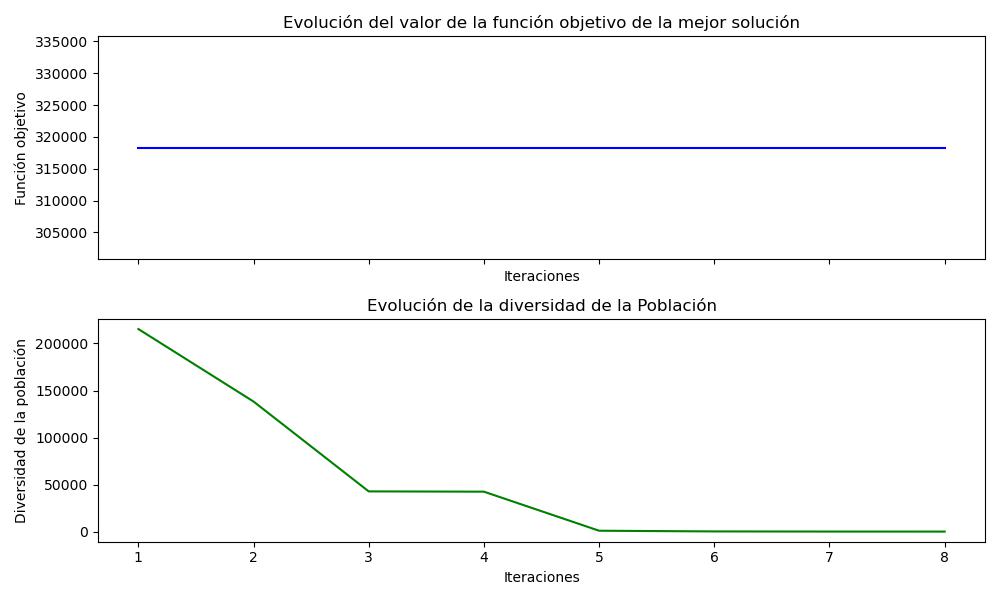 Evolución del valor de la función objetivo de la mejor solución
335000
330000
325000
320000
315000
310000
305000
Función objetivo
Iteraciones
Evolución de la diversidad de la Población
200000
150000
100000
50000
0
Diversidad de la población
1 2 3 4 5 6 7 8
Iteraciones